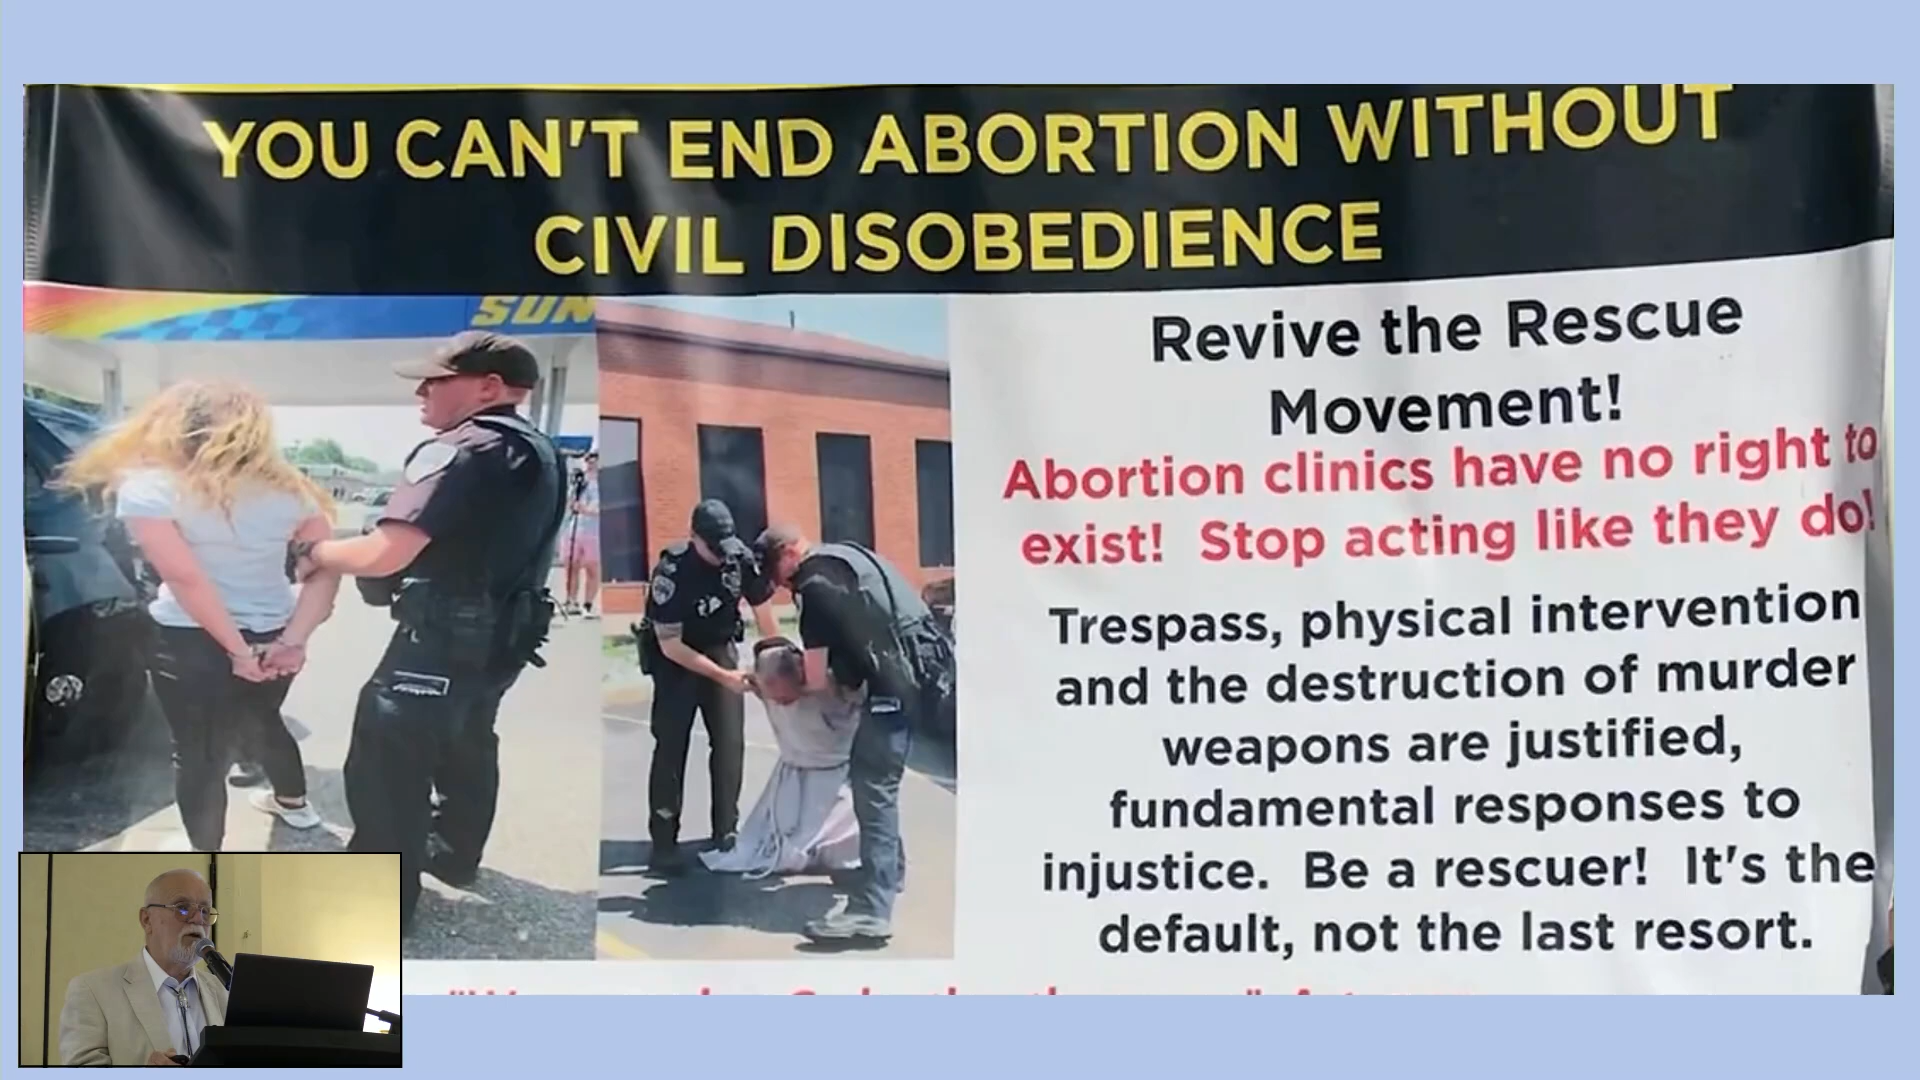 YOU CAN'T END ABORTION WITHOUT
CIVIL DISOBEDIENCE
SUN
Revive the Rescue
Movement!
Abortion clinics have no right to
exist! Stop acting like they do!
Trespass, physical intervention
and the destruction of murder
weapons are justified,
fundamental responses to
injustice. Be a rescuer! It's the
default, not the last resort.